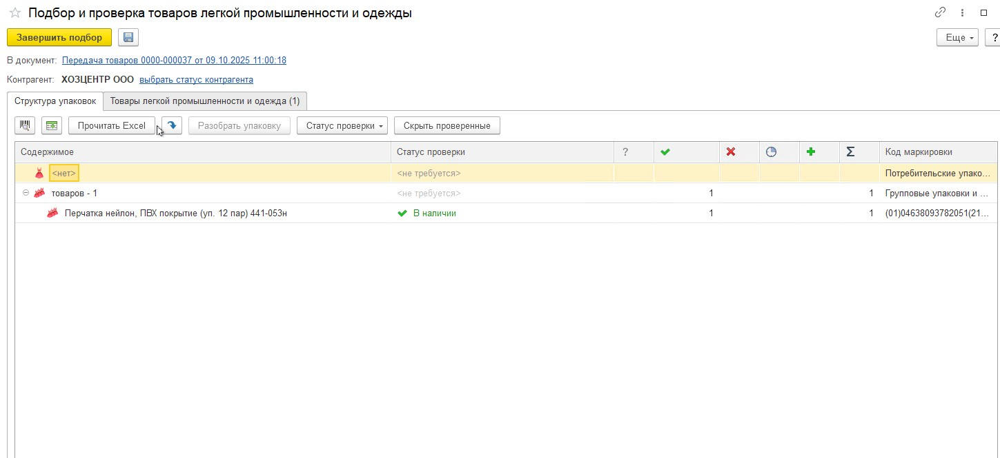 Подбор и проверка товаров легкой промышленности и одежды
Завершить подбор Еще ?
В документ: Передача товаров 0000-000037 от 09.10.2025 11:00:18
Контрагент: ХОЗЦЕНТР ООО выбрать статус контрагента
Структура упаковок Товары легкой промышленности и одежда (1)
Прочитать Excel Разобрать упаковку Статус проверки Скрыть проверенные
Содержимое Статус проверки ? Σ Код маркировки
<нет> <не требуется> Потребительские упако...
товаров - 1 <не требуется> 1 1 Групповые упаковки и ...
Перчатка нейлон, ПВХ покрытие (уп. 12 пар) 441-053н В наличии 1 1 (01)04638093782051(21...